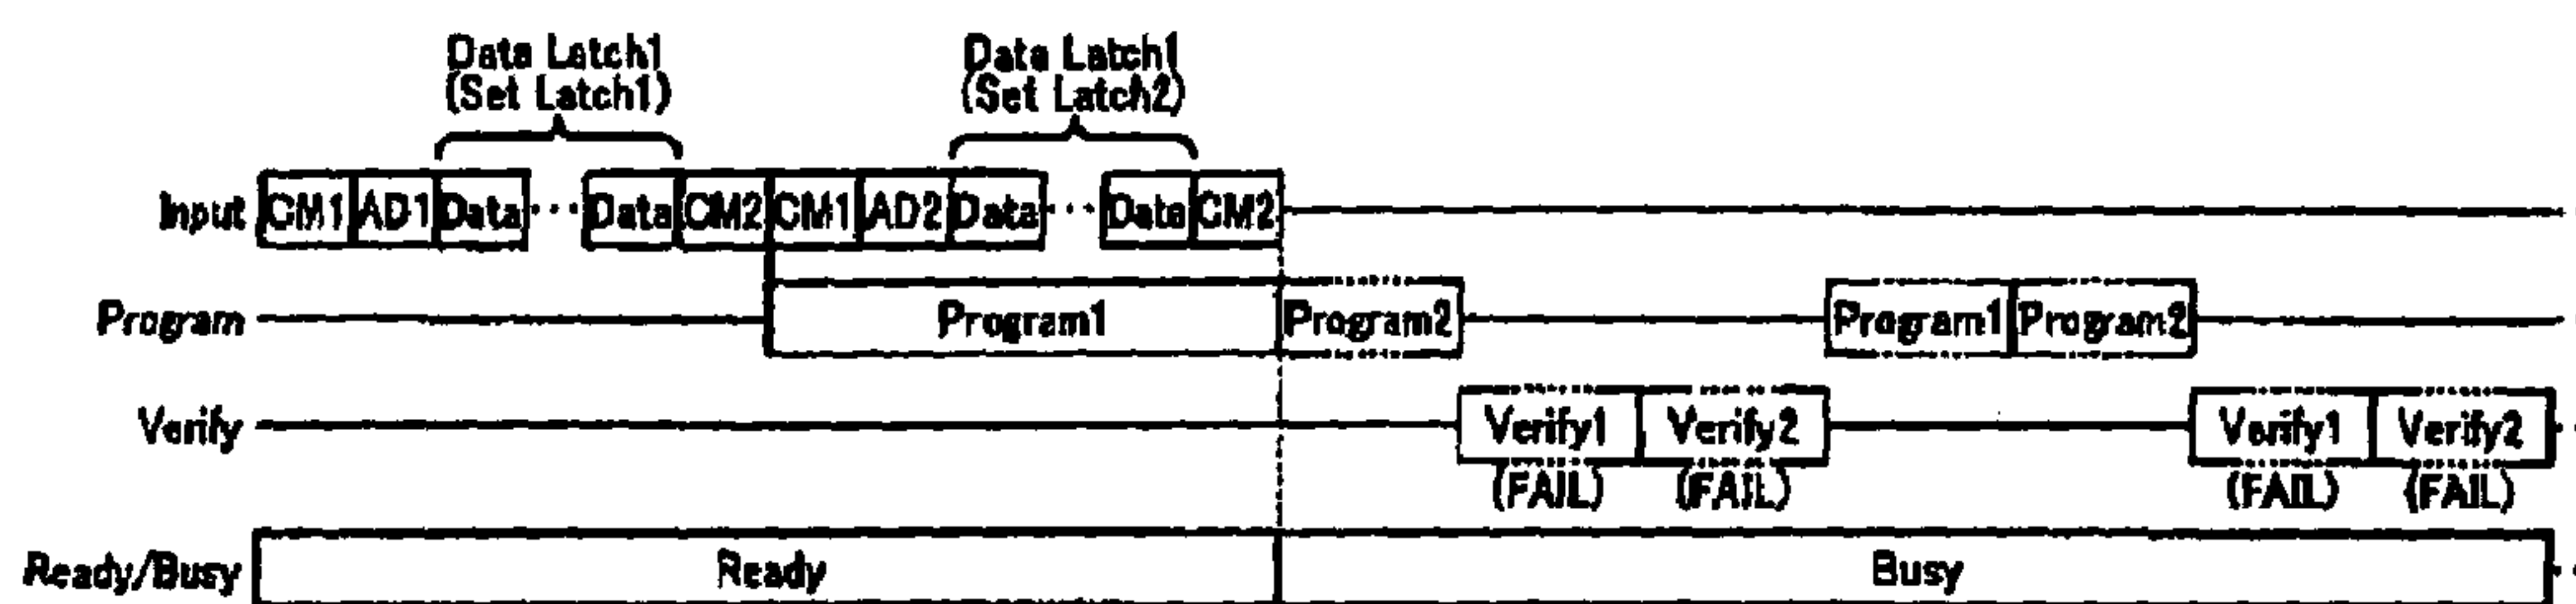 Data Latch1
(Set Latch1)
Data Latch1
(Set Latch2)
Input CM1 AD1 Data ··· Data CM2 CM1 AD2 Data ··· Data CM2
Program Program1 Program2 Program1 Program2
Verify Verify1 Verify2 Verify1 Verify2
(FAIL) (FAIL) (FAIL) (FAIL)
Ready/Busy Ready Busy